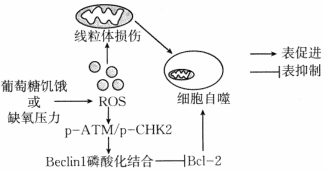 线粒体损伤
表促进
表抑制
葡萄糖饥饿
或
缺氧压力
ROS
细胞自噬
p-ATM/p-CHK2
Beclin1磷酸化结合
Bcl-2